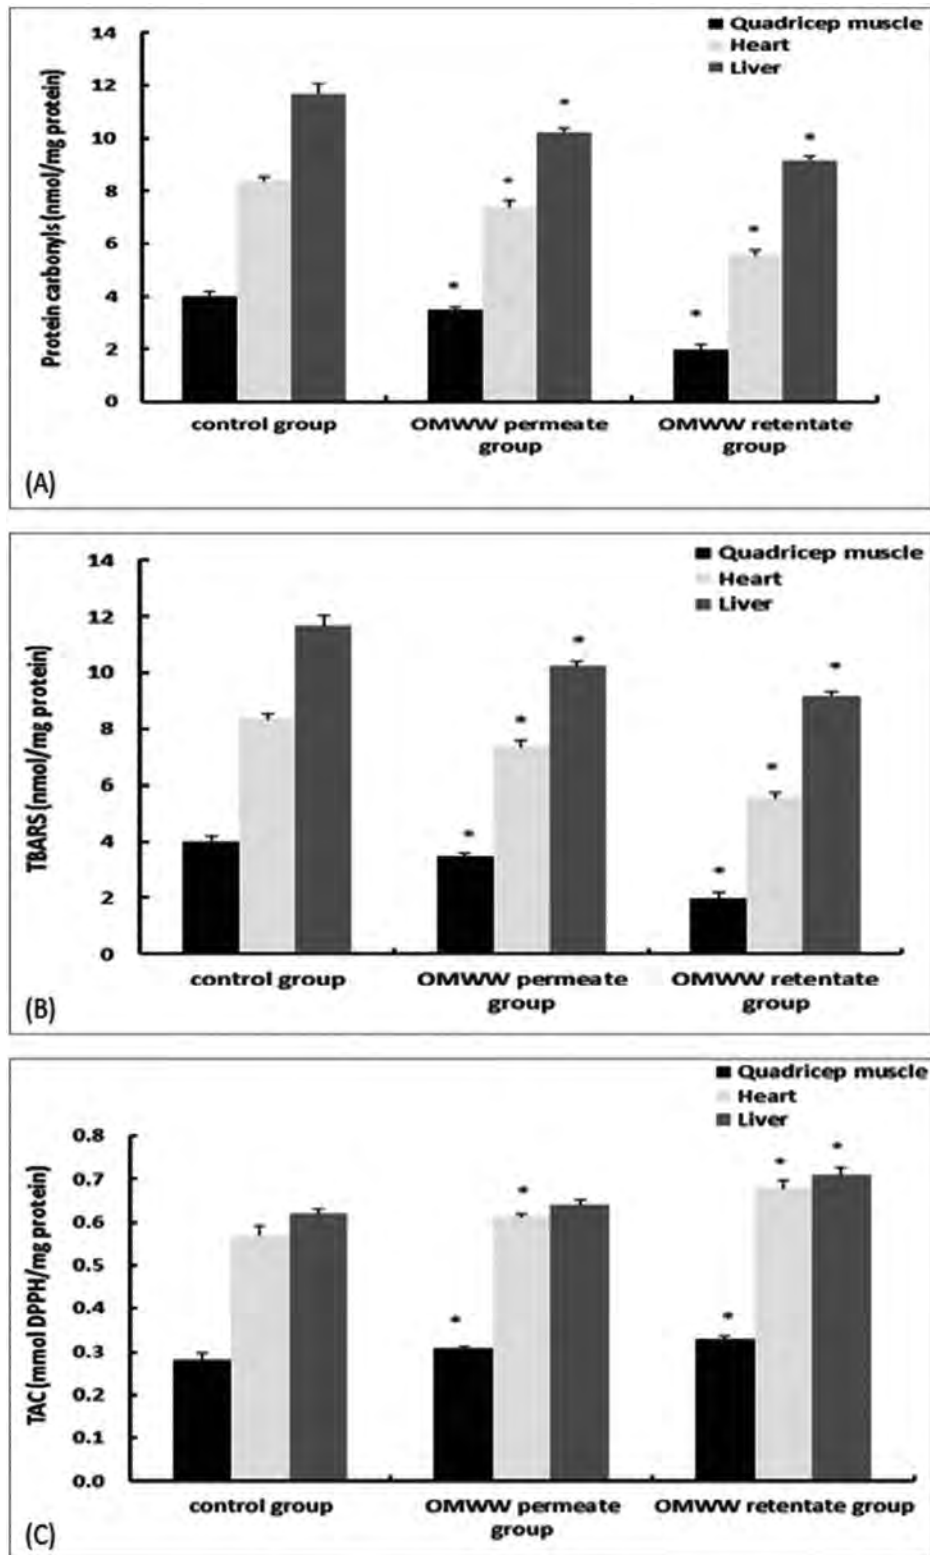 Quadricep muscle
Heart
Liver
Protein carbonyls (nmol/mg protein)
14
12
10
8
6
4
2
0
* * *
* * *
control group
OMWW permeate group
OMWW retentate group
(A)
Quadricep muscle
Heart
Liver
TBARS (nmol/mg protein)
14
12
10
8
6
4
2
0
* * *
* * *
control group
OMWW permeate group
OMWW retentate group
(B)
Quadricep muscle
Heart
Liver
TAC (mmol DPPH/mg protein)
0.8
0.7
0.6
0.5
0.4
0.3
0.2
0.1
0.0
* *
* * *
control group
OMWW permeate group
OMWW retentate group
(C)